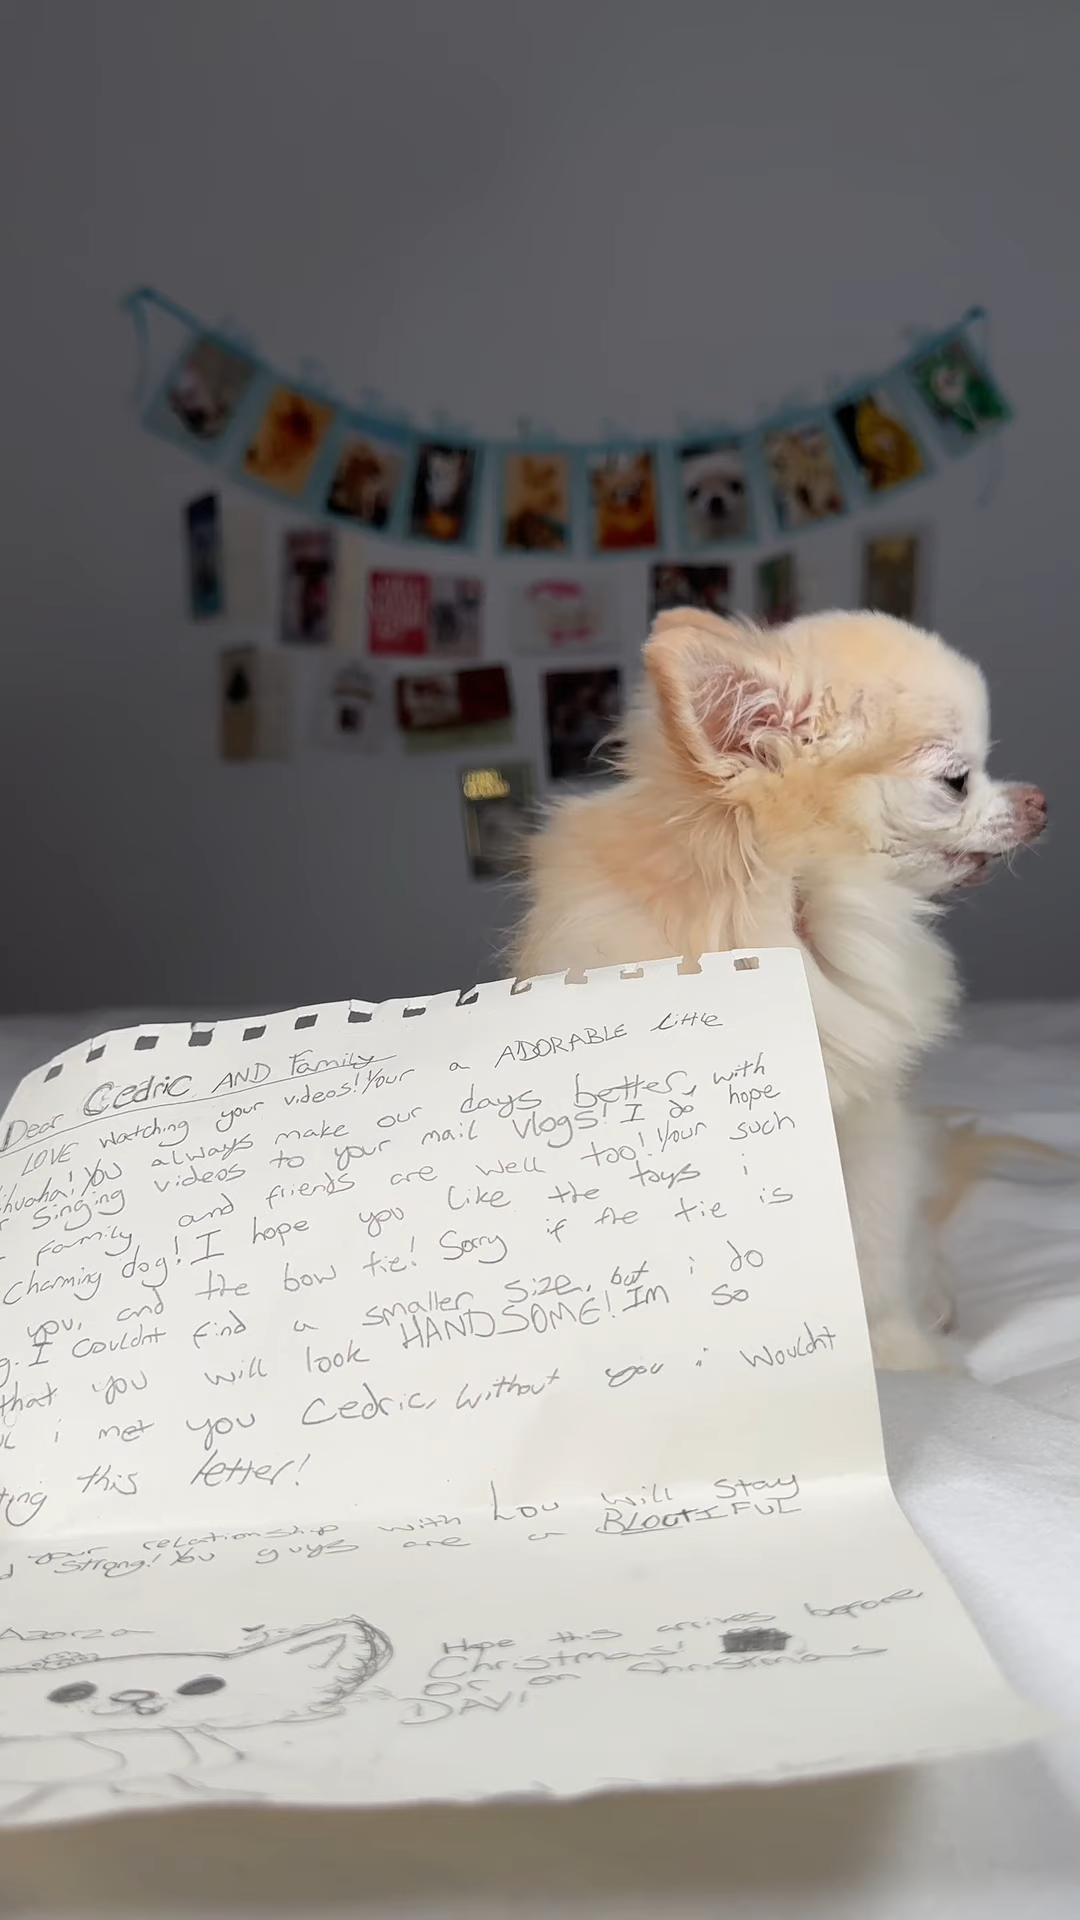 Dear Cedric AND Family
LOVE watching your videos! Your a ADORABLE little
You always make our days better, with
singing videos to your mail vlogs! I do hope
family and friends are well too! Your such
charming dog! I hope you like the toys i
you, and the bow tie! Sorry if the tie is
I Couldnt find a smaller size, but i do
that you will look HANDSOME! Im so
i met you Cedric, without you i wouldnt
this letter!
your relationship with Lou will stay
strong! You guys are a
Hope this arrives before
Christmas!
Or on Christmas
DAY!